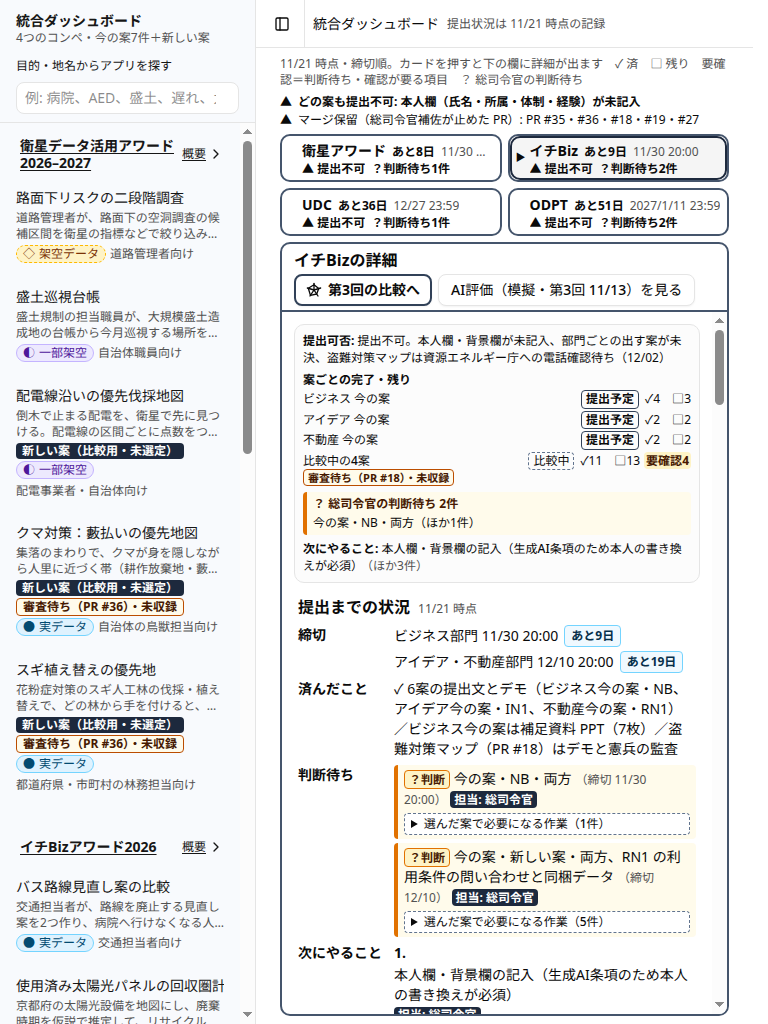 統合ダッシュボード
4つのコンペ・今の案7件＋新しい案
目的・地名からアプリを探す
例: 病院、AED、盛土、遅れ、
衛星データ活用アワード
2026–2027
概要
路面下リスクの二段階調査
道路管理者が、路面下の空洞調査の候
補区間を衛星の指標などで絞り込み…
◇ 架空データ 道路管理者向け
盛土巡視台帳
盛土規制の担当職員が、大規模盛土造
成地の台帳から今月巡視する場所を…
◐ 一部架空 自治体職員向け
配電線沿いの優先伐採地図
倒木で止まる配電を、衛星で先に見つ
ける。配電線の区間ごとに点数をつ…
新しい案（比較用・未選定）
◐ 一部架空
配電事業者・自治体向け
クマ対策：藪払いの優先地図
集落のまわりで、クマが身を隠しなが
ら人里に近づく帯（耕作放棄地・藪…
新しい案（比較用・未選定）
審査待ち（PR #36）・未収録
● 実データ 自治体の鳥獣担当向け
スギ植え替えの優先地
花粉症対策のスギ人工林の伐採・植え
替えで、どの林から手を付けると、…
新しい案（比較用・未選定）
審査待ち（PR #36）・未収録
● 実データ
都道府県・市町村の林務担当向け
イチBizアワード2026
概要
バス路線見直し案の比較
交通担当者が、路線を廃止する見直し
案を2つ作り、病院へ行けなくなる人…
● 実データ 交通担当者向け
使用済み太陽光パネルの回収圏計
京都府の太陽光設備を地図にし、廃棄
時期を仮説で推定して、リサイクル
統合ダッシュボード 提出状況は 11/21 時点の記録
11/21 時点・締切順。カードを押すと下の欄に詳細が出ます ✓ 済 ☐ 残り 要確
認＝判断待ち・確認が要る項目 ？ 総司令官の判断待ち
▲ どの案も提出不可: 本人欄（氏名・所属・体制・経験）が未記入
▲ マージ保留（総司令官補佐が止めた PR）: PR #35・#36・#18・#19・#27
衛星アワード あと8日 11/30 …
▲ 提出不可 ？判断待ち1件
▶ イチBiz あと9日 11/30 20:00
▲ 提出不可 ？判断待ち2件
UDC あと36日 12/27 23:59
▲ 提出不可 ？判断待ち1件
ODPT あと51日 2027/1/11 23:59
▲ 提出不可 ？判断待ち2件
イチBizの詳細
第3回の比較へ
AI評価（模擬・第3回 11/13）を見る
提出可否: 提出不可。本人欄・背景欄が未記入、部門ごとの出す案が未
決、盗難対策マップは資源エネルギー庁への電話確認待ち（12/02）
案ごとの完了・残り
ビジネス 今の案 提出予定 ✓4 ☐3
アイデア 今の案 提出予定 ✓2 ☐2
不動産 今の案 提出予定 ✓2 ☐2
比較中の4案 比較中 ✓11 ☐13 要確認4
審査待ち（PR #18）・未収録
？ 総司令官の判断待ち 2件
今の案・NB・両方（ほか1件）
次にやること: 本人欄・背景欄の記入（生成AI条項のため本人の書き換
えが必須）（ほか3件）
提出までの状況 11/21 時点
締切
ビジネス部門 11/30 20:00 あと9日
アイデア・不動産部門 12/10 20:00 あと19日
済んだこと
✓ 6案の提出文とデモ（ビジネス今の案・NB、
アイデア今の案・IN1、不動産今の案・RN1）
／ビジネス今の案は補足資料 PPT（7枚）／盗
難対策マップ（PR #18）はデモと憲兵の監査
判断待ち
？判断 今の案・NB・両方 （締切 11/30
20:00） 担当: 総司令官
▶ 選んだ案で必要になる作業（1件）
？判断 今の案・新しい案・両方、RN1 の利
用条件の問い合わせと同梱データ （締切
12/10） 担当: 総司令官
▶ 選んだ案で必要になる作業（5件）
次にやること
1.
本人欄・背景欄の記入（生成AI条項のため本人
の書き換えが必須）
担当: 総司令官